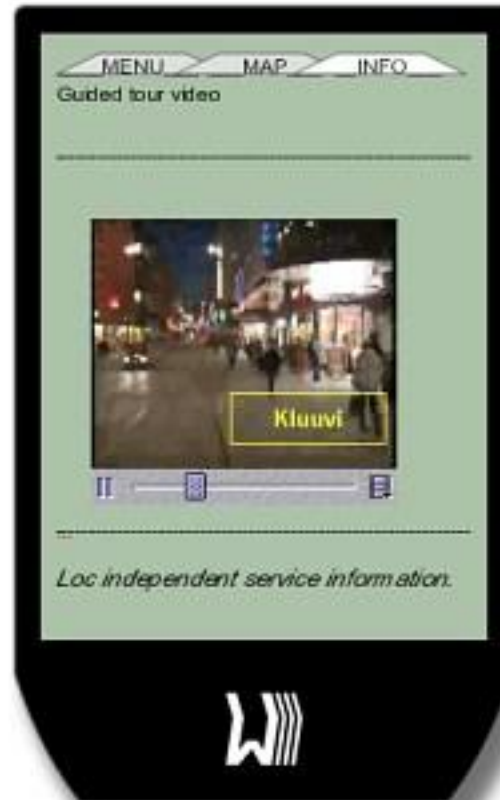 MENU MAP INFO
Guided tour video
Kluuvi
Loc independent service information.